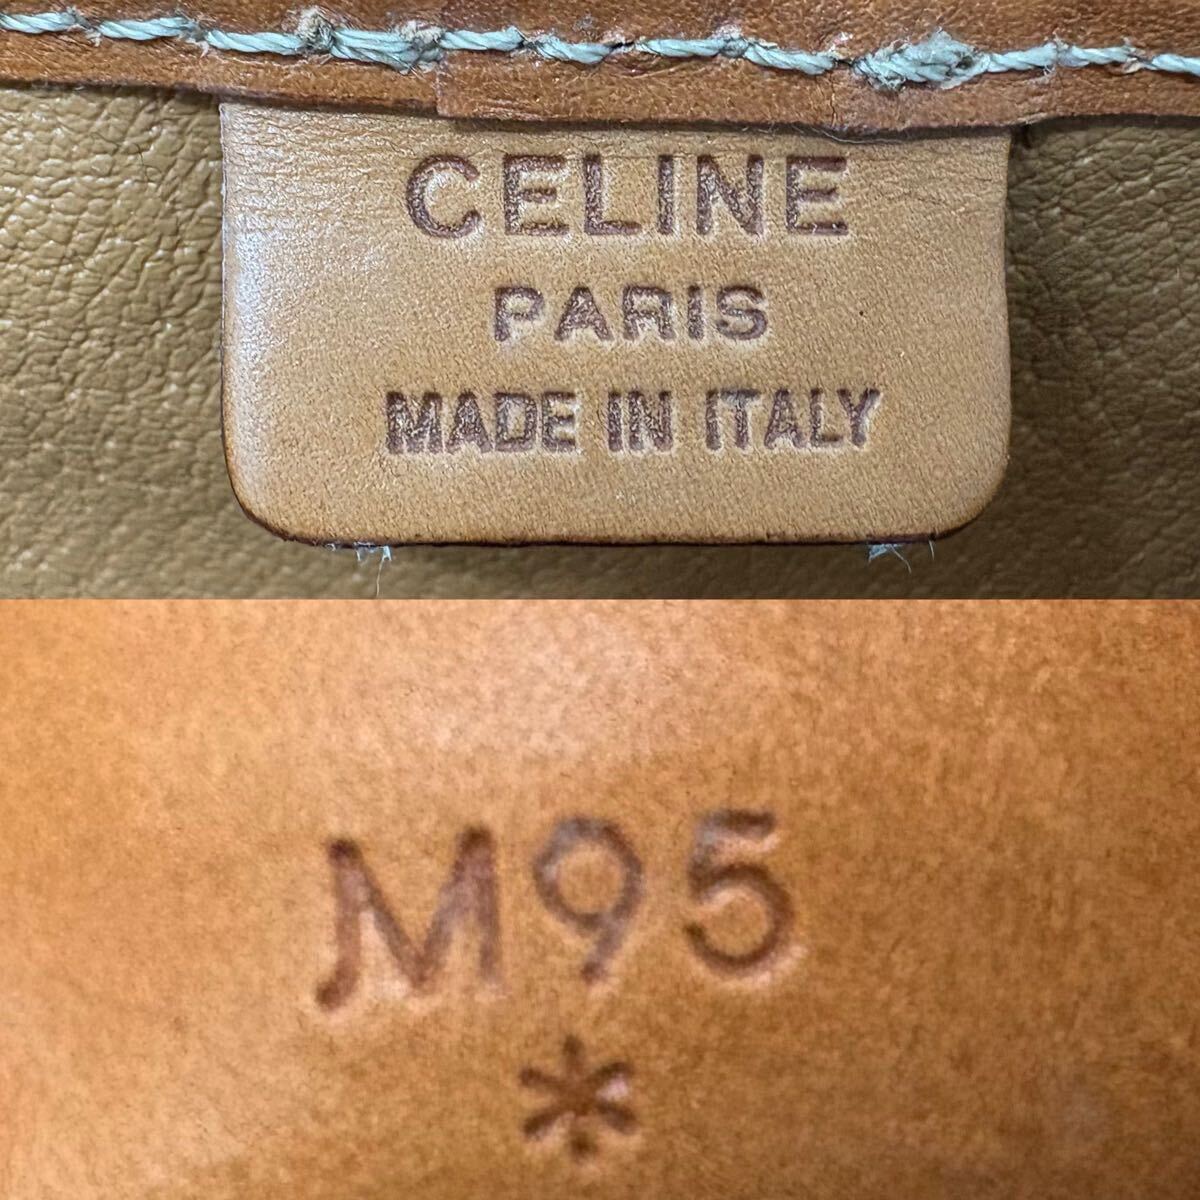 CELINE
PARIS
MADE IN ITALY
M95
*